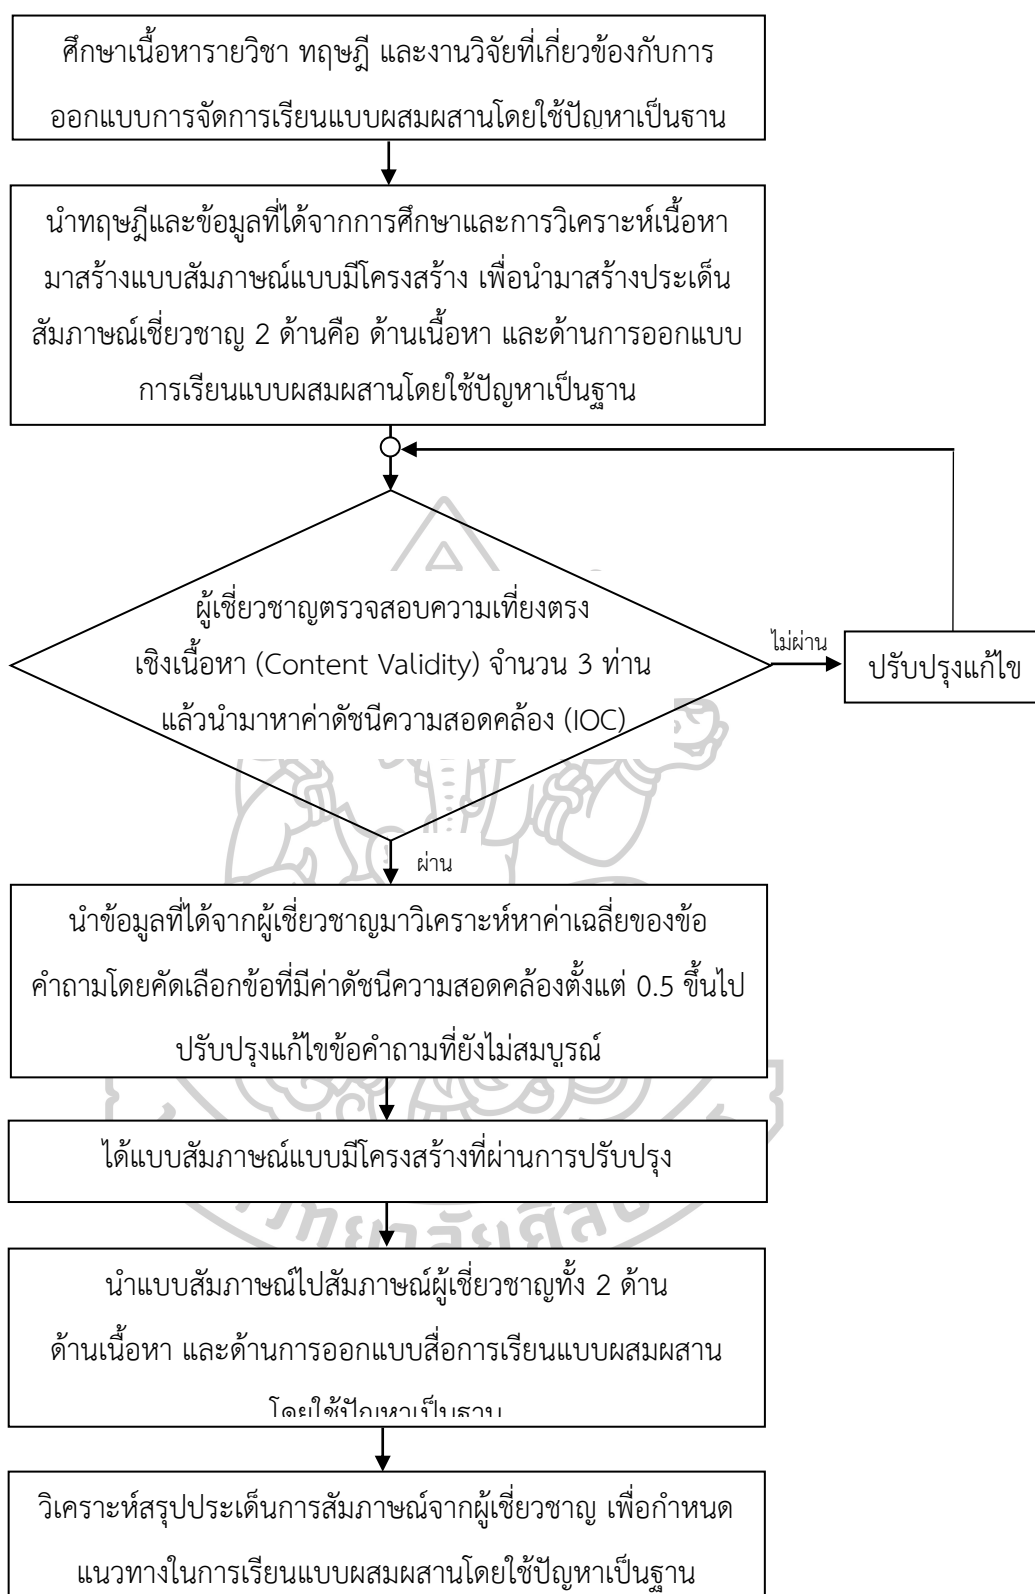 ศึกษาเนื้อหารายวิชา ทฤษฎี และงานวิจัยที่เกี่ยวข้องกับการ
ออกแบบการจัดการเรียนแบบผสมผสานโดยใช้ปัญหาเป็นฐาน
นำทฤษฎีและข้อมูลที่ได้จากการศึกษาและการวิเคราะห์เนื้อหา
มาสร้างแบบสัมภาษณ์แบบมีโครงสร้าง เพื่อนำมาสร้างประเด็น
สัมภาษณ์เชี่ยวชาญ 2 ด้านคือ ด้านเนื้อหา และด้านการออกแบบ
การเรียนแบบผสมผสานโดยใช้ปัญหาเป็นฐาน
ผู้เชี่ยวชาญตรวจสอบความเที่ยงตรง
เชิงเนื้อหา (Content Validity) จำนวน 3 ท่าน
แล้วนำมาหาค่าดัชนีความสอดคล้อง (IOC)
ไม่ผ่าน
ปรับปรุงแก้ไข
ผ่าน
นำข้อมูลที่ได้จากผู้เชี่ยวชาญมาวิเคราะห์หาค่าเฉลี่ยของข้อ
คำถามโดยคัดเลือกข้อที่มีค่าดัชนีความสอดคล้องตั้งแต่ 0.5 ขึ้นไป
ปรับปรุงแก้ไขข้อคำถามที่ยังไม่สมบูรณ์
ได้แบบสัมภาษณ์แบบมีโครงสร้างที่ผ่านการปรับปรุง
นำแบบสัมภาษณ์ไปสัมภาษณ์ผู้เชี่ยวชาญทั้ง 2 ด้าน
ด้านเนื้อหา และด้านการออกแบบสื่อการเรียนแบบผสมผสาน
โดยใช้ปัญหาเป็นฐาน
วิเคราะห์สรุปประเด็นการสัมภาษณ์จากผู้เชี่ยวชาญ เพื่อกำหนด
แนวทางในการเรียนแบบผสมผสานโดยใช้ปัญหาเป็นฐาน